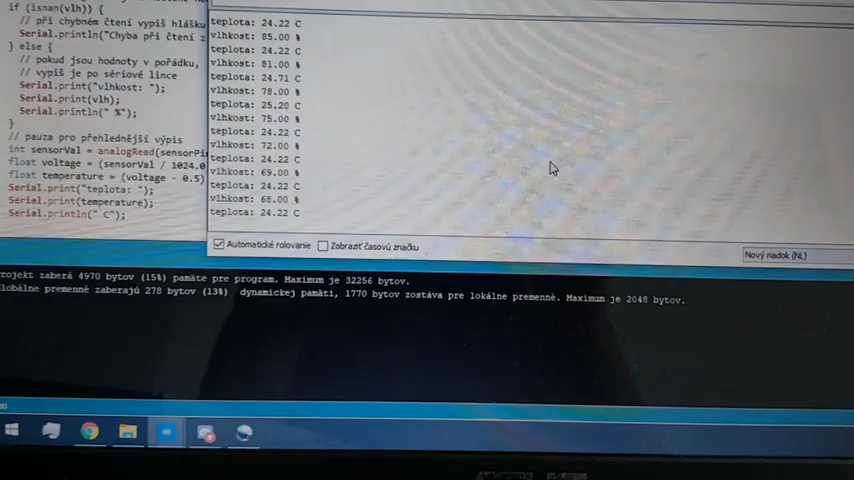 if (isnan(vlh)) {
// při chybném čtení vypiš hlášku
Serial.println("Chyba při čtení z
} else {
// pokud jsou hodnoty v pořádku,
// vypiš je po sériové lince
Serial.print("vlhkost: ");
Serial.print(vlh);
Serial.println(" %");
}
// pauza pro přehlednější výpis
int sensorVal = analogRead(sensorPi
float voltage = (sensorVal / 1024.0
float temperature = (voltage - 0.5)
Serial.print("teplota: ");
Serial.print(temperature);
Serial.println(" C");
teplota: 24.22 C
vlhkost: 85.00 %
teplota: 24.22 C
vlhkost: 81.00 %
teplota: 24.71 C
vlhkost: 78.00 %
teplota: 25.20 C
vlhkost: 75.00 %
teplota: 24.22 C
vlhkost: 72.00 %
teplota: 24.22 C
vlhkost: 69.00 %
teplota: 24.22 C
vlhkost: 68.00 %
teplota: 24.22 C
Automatické rolovanie Zobraziť časovú značku
Nový riadok (NL)
rojekt zaberá 4970 bytov (15%) pamäte pre program. Maximum je 32256 bytov.
lobálne premenné zaberajú 278 bytov (13%) dynamickej pamäti, 1770 bytov zostáva pre lokálne premenné. Maximum je 2048 bytov.